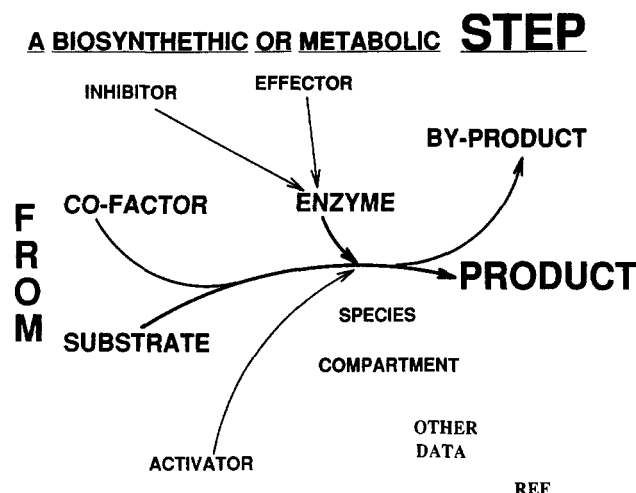 A BIOSYNTHETHIC OR METABOLIC STEP
INHIBITOR
EFFECTOR
BY-PRODUCT
CO-FACTOR
ENZYME
FROM
PRODUCT
SUBSTRATE
SPECIES
COMPARTMENT
OTHER
DATA
ACTIVATOR
REF